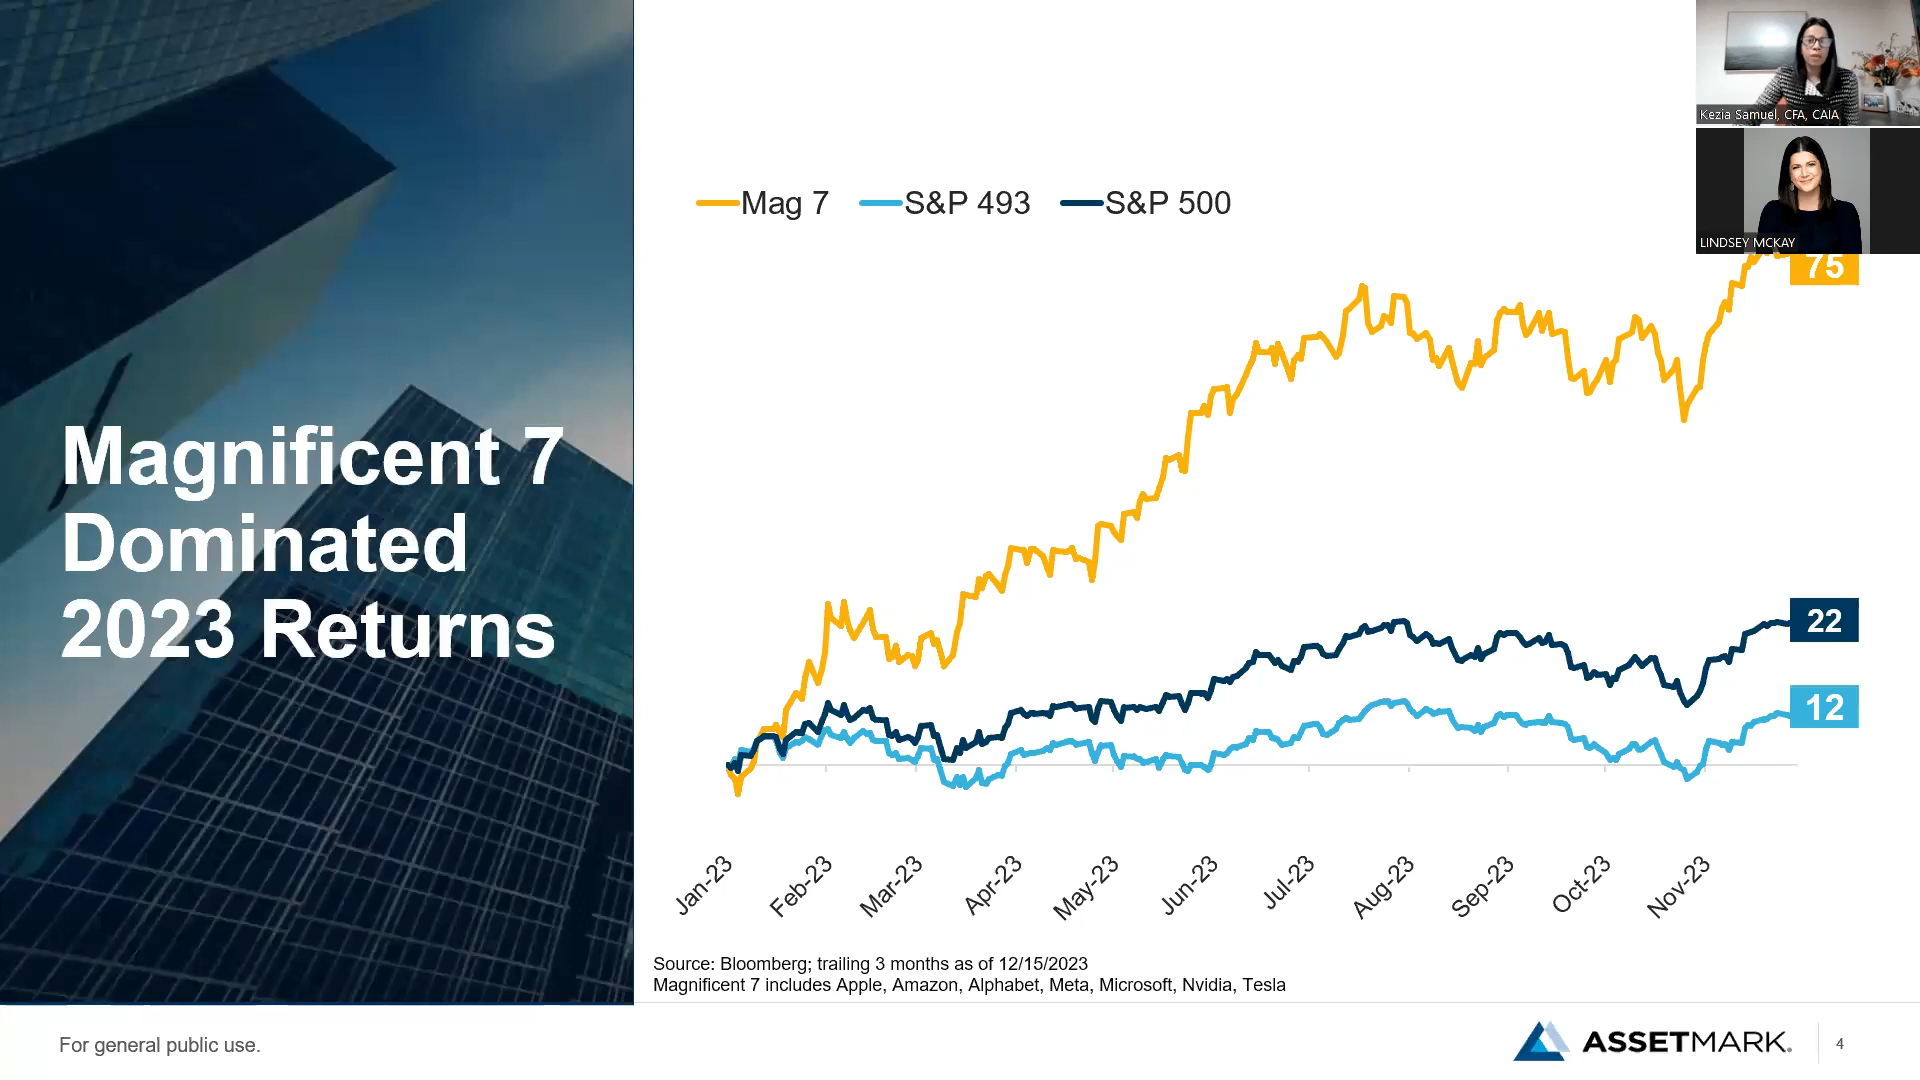 Kezia Samuel, CFA, CAIA
LINDSEY MCKAY
Magnificent 7
Dominated
2023 Returns
Mag 7 S&P 493 S&P 500
75
22
12
Jan-23 Feb-23 Mar-23 Apr-23 May-23 Jun-23 Jul-23 Aug-23 Sep-23 Oct-23 Nov-23
Source: Bloomberg; trailing 3 months as of 12/15/2023
Magnificent 7 includes Apple, Amazon, Alphabet, Meta, Microsoft, Nvidia, Tesla
For general public use.
ASSETMARK.
4